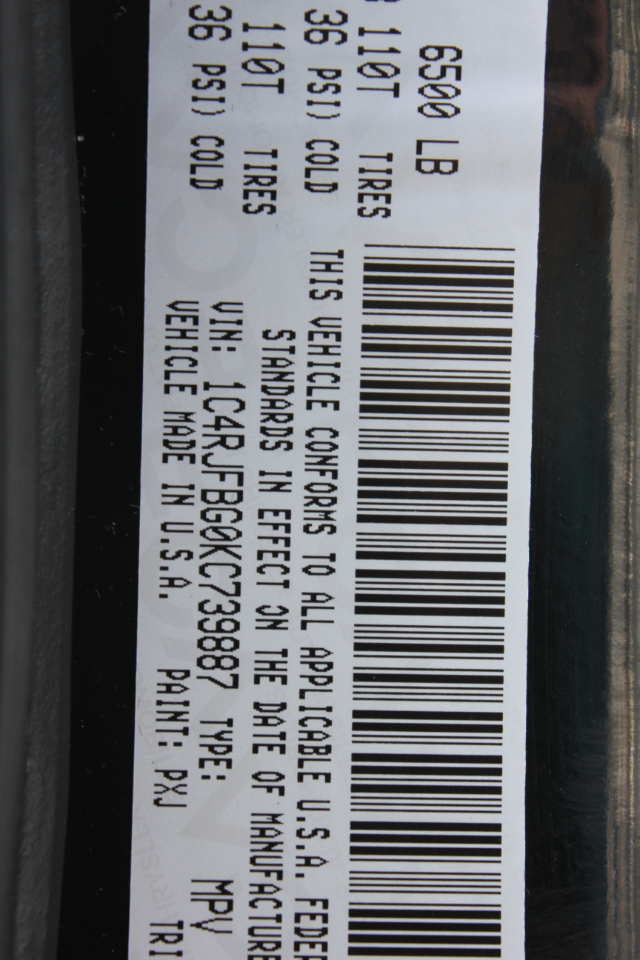 6500 LB
110T TIRES
36 PSI) COLD
110T TIRES
36 PSI) COLD
THIS VEHICLE CONFORMS TO ALL APPLICABLE U.S.A. FEDER
STANDARDS IN EFFECT ON THE DATE OF MANUFACTURE
VIN: 1C4RJFBG0KC739887 TYPE: MPV
VEHICLE MADE IN U.S.A. PAINT: PXJ TRI